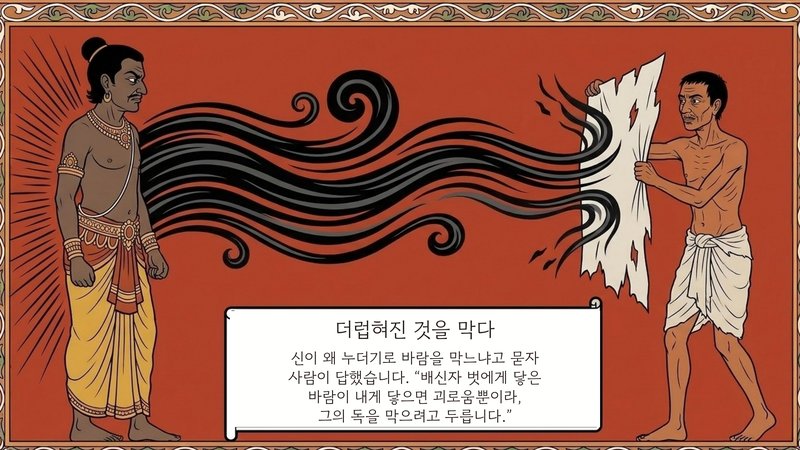 더럽혀진 것을 막다
신이 왜 누더기로 바람을 막느냐고 묻자
사람이 답했습니다. “배신자 벗에게 닿은
바람이 내게 닿으면 괴로움뿐이라,
그의 독을 막으려고 두릅니다.”